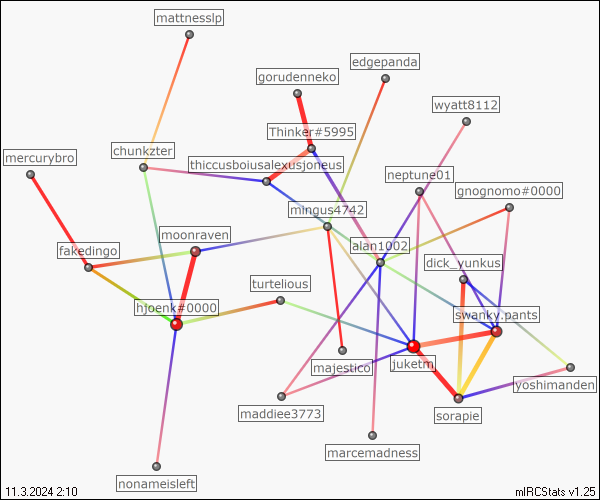 mattnesslp
edgepanda
gorudenneko
wyatt8112
Thinker#5995
chunkzter
mercurybro
thiccusboiusalexusjoneus
neptune01
gnognomo#0000
mingus4742
moonraven
alan1002
fakedingo
dick_yunkus
turtelious
hjoenk#0000
swanky.pants
majestico
juketm
yoshimanden
maddiee3773
sorapie
marcemadness
nonameisleft
11.3.2024 2:10
mIRCStats v1.25